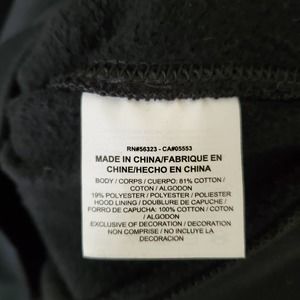 RN#56323 - CA#05553
MADE IN CHINA/FABRIQUE EN
CHINE/HECHO EN CHINA
BODY / CORPS / CUERPO: 81% COTTON /
COTON / ALGODON
19% POLYESTER / POLYESTER / POLIESTER
HOOD LINING / DOUBLURE DE CAPUCHE /
FORRO DE CAPUCHA: 100% COTTON / COTON
/ ALGODON
EXCLUSIVE OF DECORATION / DECORATION
NON COMPRISE / NO INCLUYE LA
DECORACION